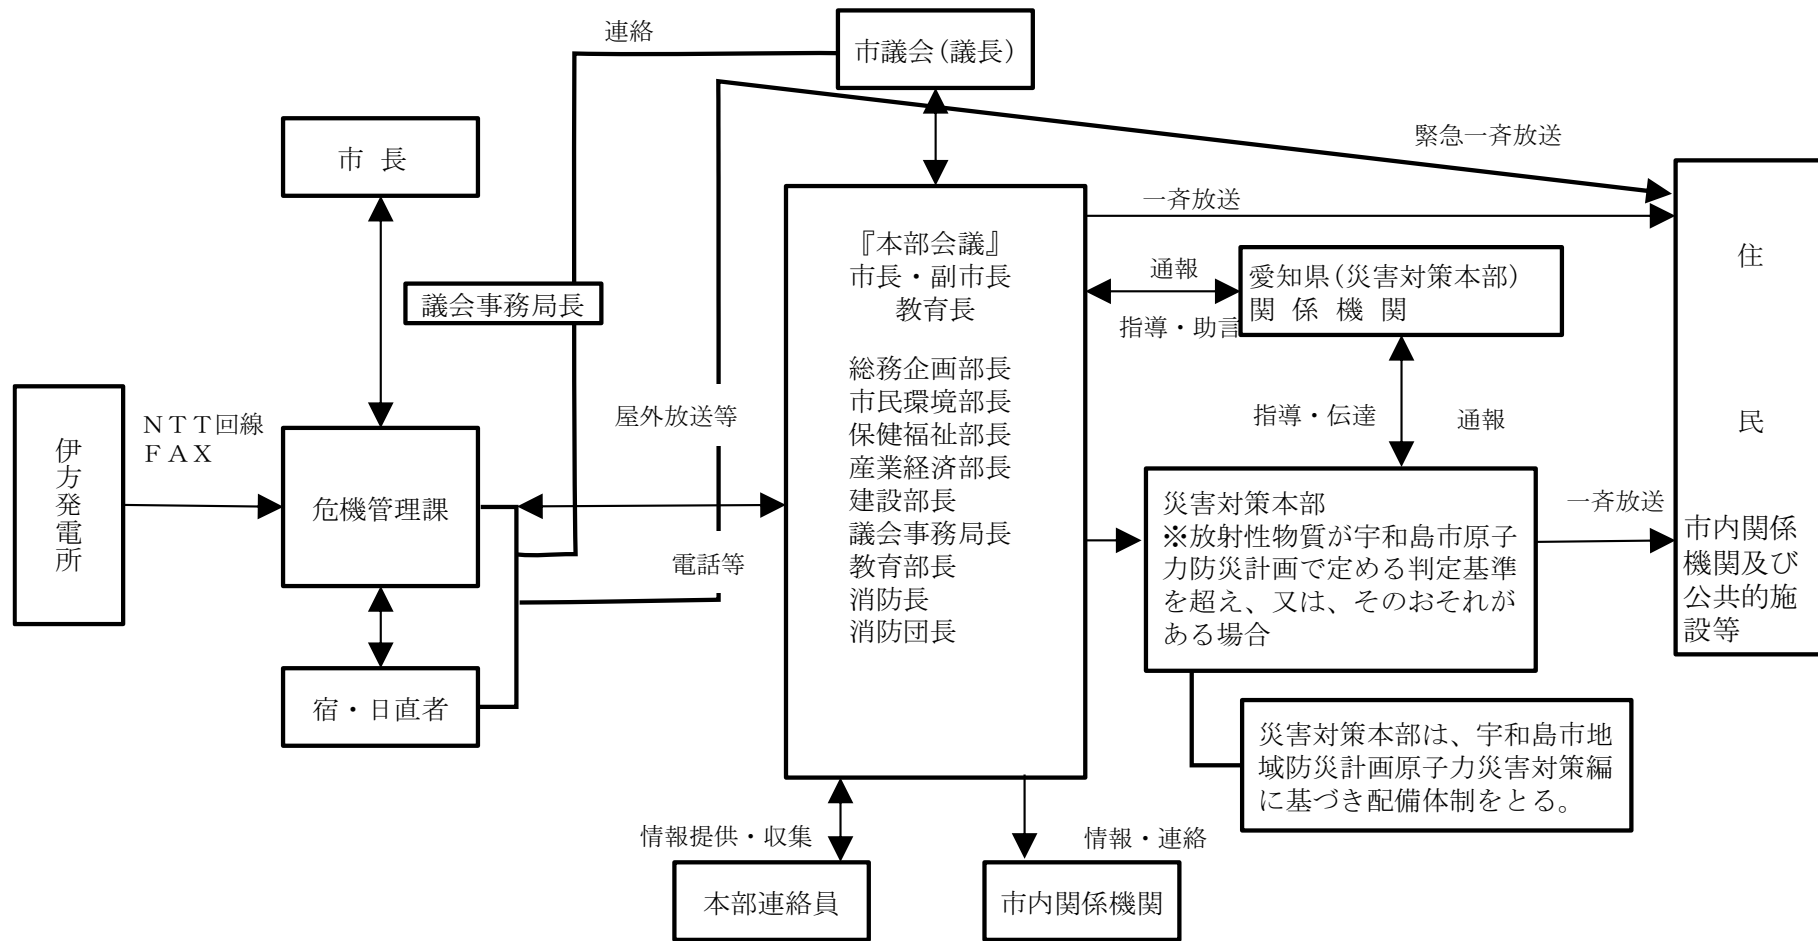 連絡
市議会(議長)
緊急一斉放送
市 長
一斉放送
『本部会議』
市長・副市長
教育長
総務企画部長
市民環境部長
保健福祉部長
産業経済部長
建設部長
議会事務局長
教育部長
消防長
消防団長
通報
愛知県(災害対策本部)
関 係 機 関
指導・助言
議会事務局長
住
民
市内関係
機関及び
公共的施
設等
伊方発電所
ＮＴＴ回線
ＦＡＸ
屋外放送等
指導・伝達
通報
危機管理課
電話等
災害対策本部
※放射性物質が宇和島市原子
力防災計画で定める判定基準
を超え、又は、そのおそれが
ある場合
一斉放送
宿・日直者
災害対策本部は、宇和島市地
域防災計画原子力災害対策編
に基づき配備体制をとる。
情報提供・収集
情報・連絡
本部連絡員
市内関係機関